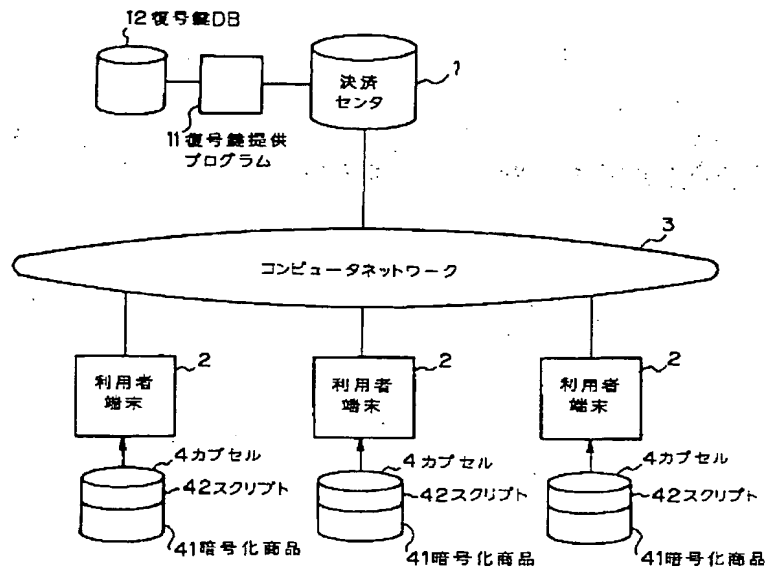 12復号鍵DB
決済
センタ
1
11復号鍵提供
プログラム
3
コンピュータネットワーク
2
利用者
端末
2
利用者
端末
2
利用者
端末
4カプセル
42スクリプト
41暗号化商品
4カプセル
42スクリプト
41暗号化商品
4カプセル
42スクリプト
41暗号化商品